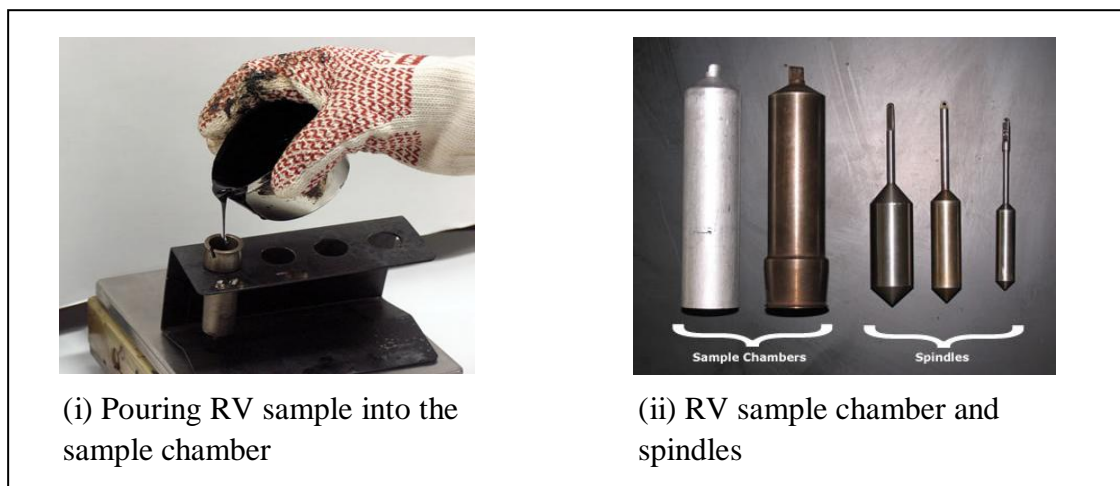 Sample Chambers
Spindles
(i) Pouring RV sample into the
sample chamber
(ii) RV sample chamber and
spindles